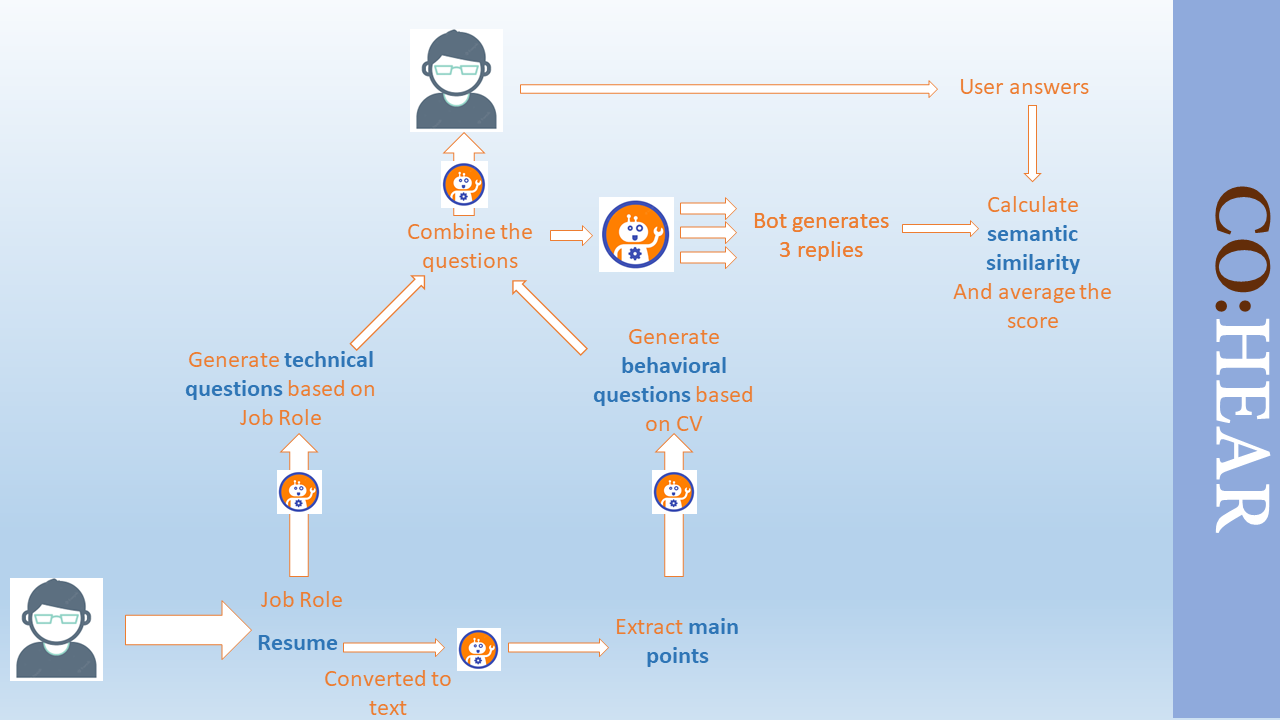 User answers
Combine the
questions
Bot generates
3 replies
Calculate
semantic
similarity
And average the
score
Generate technical
questions based on
Job Role
Generate
behavioral
questions based
on CV
Job Role
Resume
Converted to
text
Extract main
points
CO:HEAR